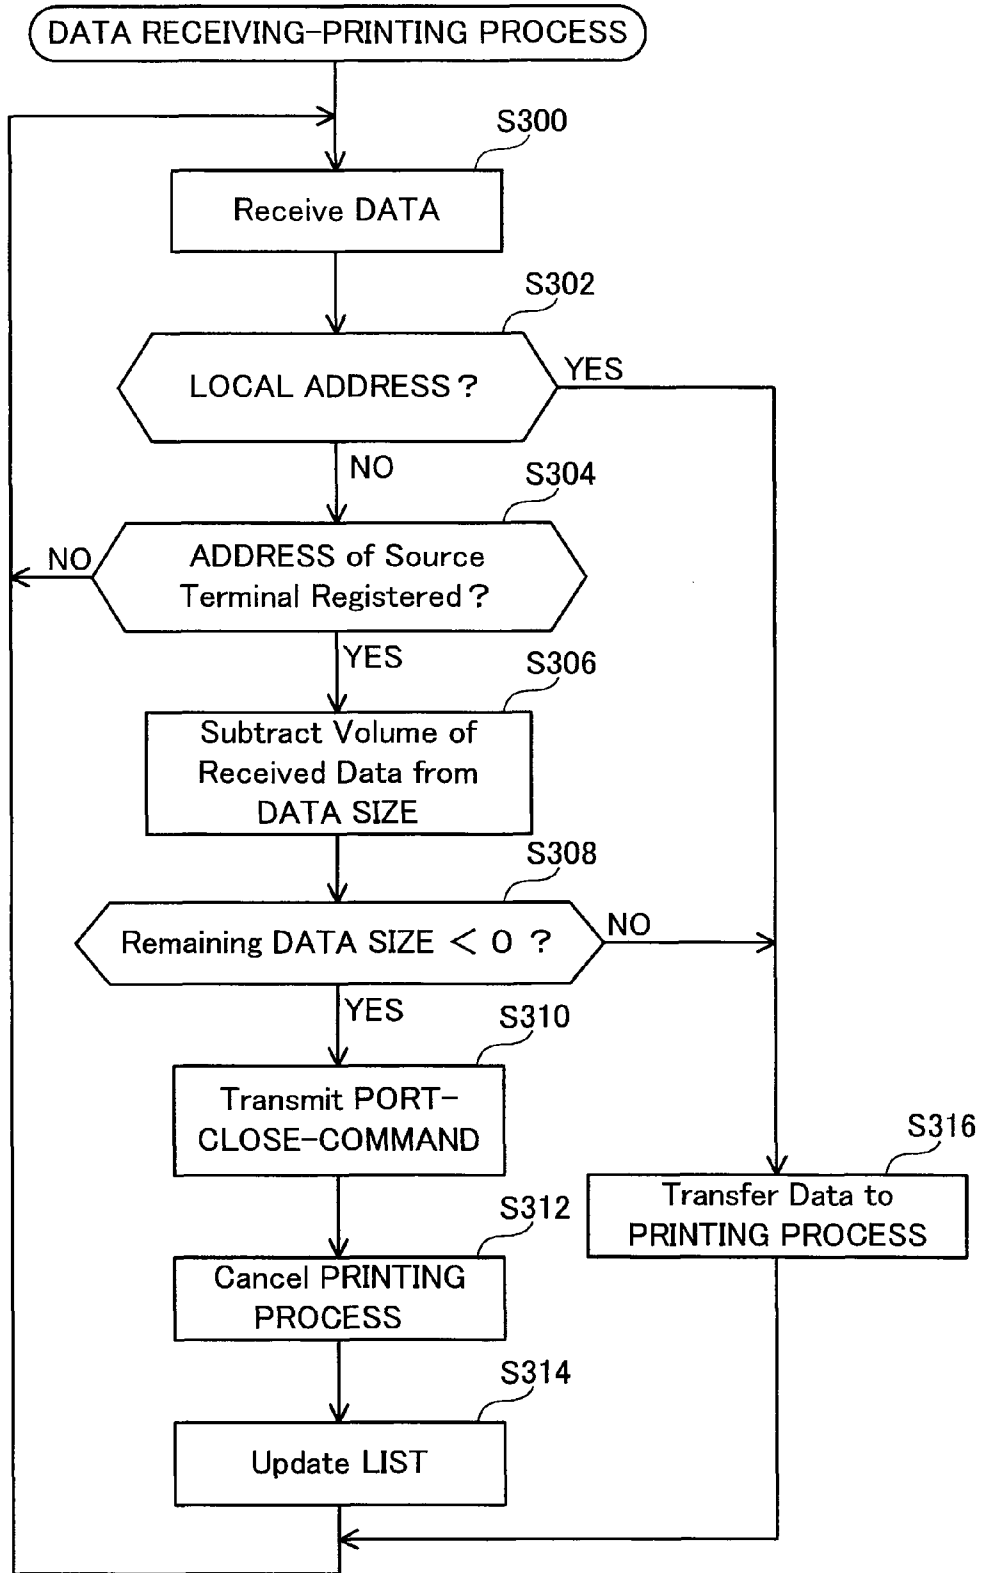 DATA RECEIVING-PRINTING PROCESS
S300
Receive DATA
S302
LOCAL ADDRESS?
YES
NO
S304
NO
ADDRESS of Source
Terminal Registered?
YES
S306
Subtract Volume of
Received Data from
DATA SIZE
S308
Remaining DATA SIZE < 0 ?
NO
YES
S310
Transmit PORT-
CLOSE-COMMAND
S316
Transfer Data to
PRINTING PROCESS
S312
Cancel PRINTING
PROCESS
S314
Update LIST